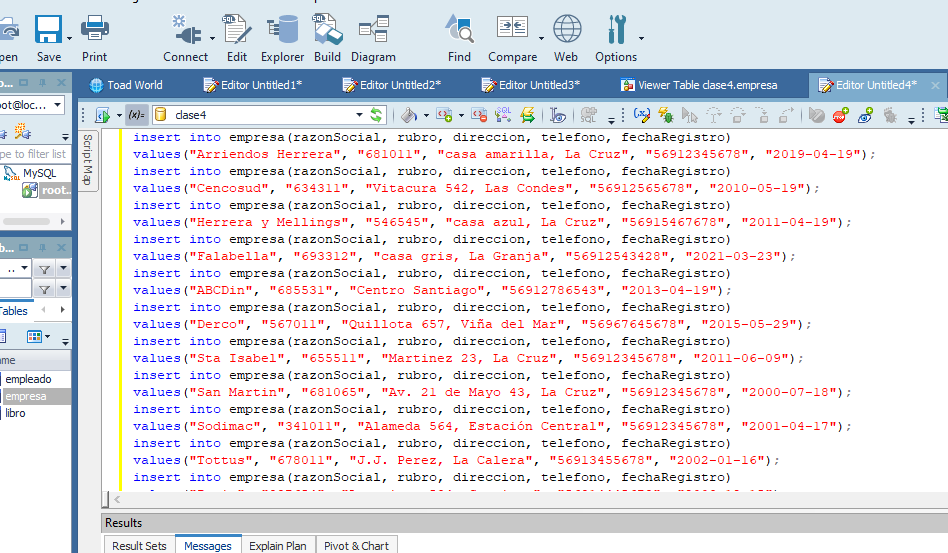 Save
Print
Connect
Edit
Explorer
Build
Diagram
Find
Compare
Web
Options
Toad World
Editor Untitled1*
Editor Untitled2*
Editor Untitled3*
Viewer Table clase4.empresa
Editor Untitled4*
clase4
Script Map
MySQL
root...
Tables
empleado
empresa
libro
insert into empresa(razonSocial, rubro, direccion, telefono, fechaRegistro)
values("Arriendos Herrera", "681011", "casa amarilla, La Cruz", "56912345678", "2019-04-19");
insert into empresa(razonSocial, rubro, direccion, telefono, fechaRegistro)
values("Cencosud", "634311", "Vitacura 542, Las Condes", "56912565678", "2010-05-19");
insert into empresa(razonSocial, rubro, direccion, telefono, fechaRegistro)
values("Herrera y Mellings", "546545", "casa azul, La Cruz", "56915467678", "2011-04-19");
insert into empresa(razonSocial, rubro, direccion, telefono, fechaRegistro)
values("Falabella", "693312", "casa gris, La Granja", "56912543428", "2021-03-23");
insert into empresa(razonSocial, rubro, direccion, telefono, fechaRegistro)
values("ABCDin", "685531", "Centro Santiago", "56912786543", "2013-04-19");
insert into empresa(razonSocial, rubro, direccion, telefono, fechaRegistro)
values("Derco", "567011", "Quillota 657, Viña del Mar", "56967645678", "2015-05-29");
insert into empresa(razonSocial, rubro, direccion, telefono, fechaRegistro)
values("Sta Isabel", "655511", "Martinez 23, La Cruz", "56912345678", "2011-06-09");
insert into empresa(razonSocial, rubro, direccion, telefono, fechaRegistro)
values("San Martin", "681065", "Av. 21 de Mayo 43, La Cruz", "56912345678", "2000-07-18");
insert into empresa(razonSocial, rubro, direccion, telefono, fechaRegistro)
values("Sodimac", "341011", "Alameda 564, Estación Central", "56912345678", "2001-04-17");
insert into empresa(razonSocial, rubro, direccion, telefono, fechaRegistro)
values("Tottus", "678011", "J.J. Perez, La Calera", "56913455678", "2002-01-16");
insert into empresa(razonSocial, rubro, direccion, telefono, fechaRegistro)
Results
Result Sets
Messages
Explain Plan
Pivot & Chart